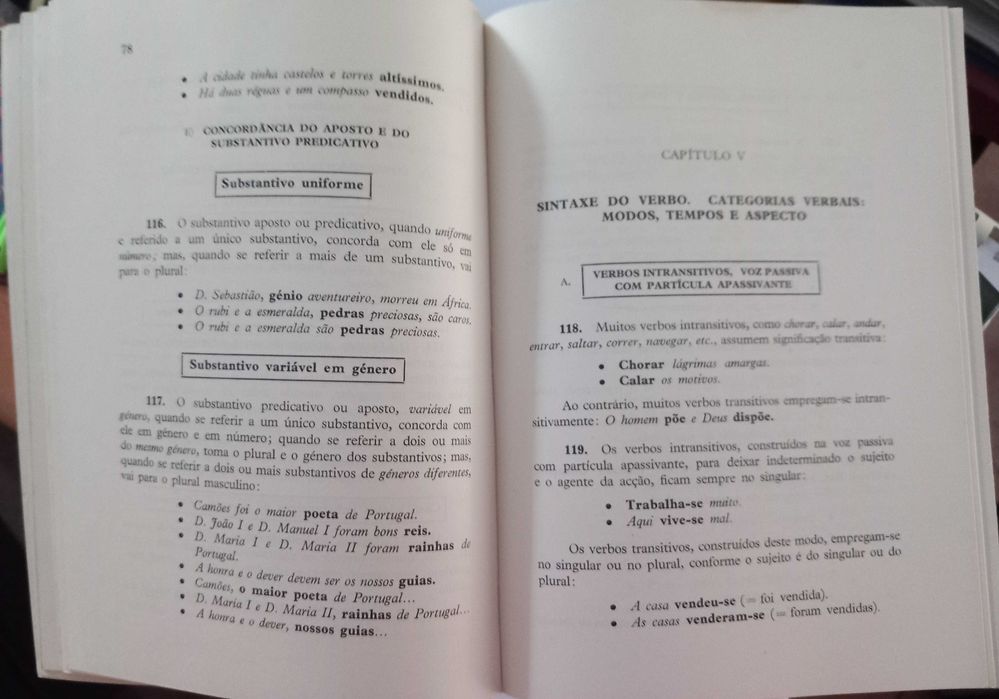 78
• A cidade tinha castelos e torres altíssimos.
• Há duas réguas e um compasso vendidos.
E) CONCORDÂNCIA DO APOSTO E DO
SUBSTANTIVO PREDICATIVO
Substantivo uniforme
116. O substantivo aposto ou predicativo, quando uniforme
e referido a um único substantivo, concorda com ele só em
número; mas, quando se referir a mais de um substantivo, vai
para o plural:
• D. Sebastião, génio aventureiro, morreu em África.
• O rubi e a esmeralda, pedras preciosas, são caros.
• O rubi e a esmeralda são pedras preciosas.
Substantivo variável em género
117. O substantivo predicativo ou aposto, variável em
género, quando se referir a um único substantivo, concorda com
ele em género e em número; quando se referir a dois ou mais
do mesmo género, toma o plural e o género dos substantivos; mas,
quando se referir a dois ou mais substantivos de géneros diferentes,
vai para o plural masculino:
• Camões foi o maior poeta de Portugal.
• D. João I e D. Manuel I foram bons reis.
• D. Maria I e D. Maria II foram rainhas de
Portugal.
• A honra e o dever devem ser os nossos guias.
• Camões, o maior poeta de Portugal...
• D. Maria I e D. Maria II, rainhas de Portugal...
• A honra e o dever, nossos guias...
CAPÍTULO V
SINTAXE DO VERBO. CATEGORIAS VERBAIS:
MODOS, TEMPOS E ASPECTO
A. VERBOS INTRANSITIVOS, VOZ PASSIVA
COM PARTÍCULA APASSIVANTE
118. Muitos verbos intransitivos, como chorar, calar, andar,
entrar, saltar, correr, navegar, etc., assumem significação transitiva:
• Chorar lágrimas amargas.
• Calar os motivos.
Ao contrário, muitos verbos transitivos empregam-se intran-
sitivamente: O homem põe e Deus dispõe.
119. Os verbos intransitivos, construídos na voz passiva
com partícula apassivante, para deixar indeterminado o sujeito
e o agente da acção, ficam sempre no singular:
• Trabalha-se muito.
• Aqui vive-se mal.
Os verbos transitivos, construídos deste modo, empregam-se
no singular ou no plural, conforme o sujeito é do singular ou do
plural:
• A casa vendeu-se (= foi vendida).
• As casas venderam-se (= foram vendidas).